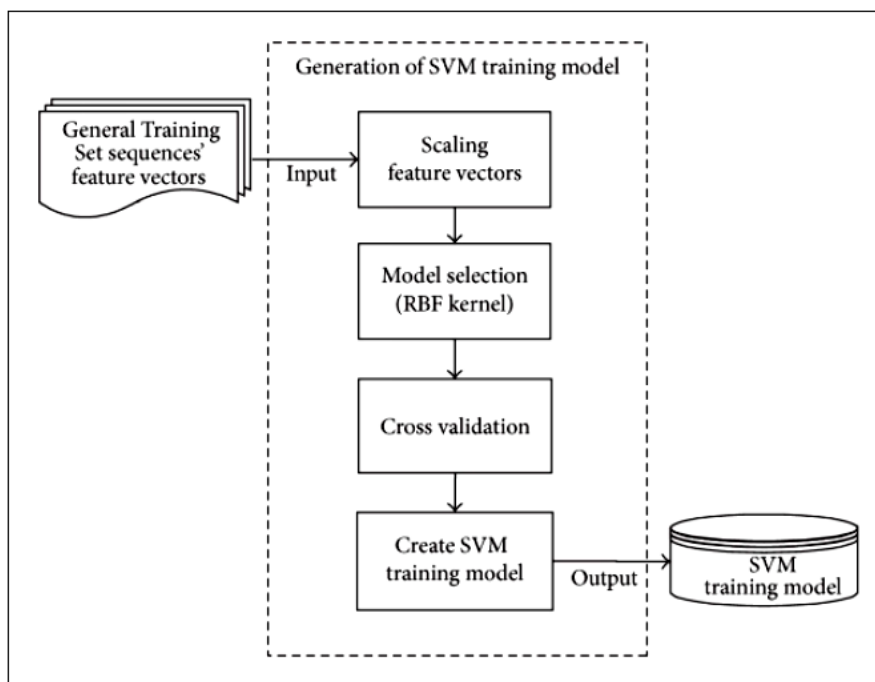 Generation of SVM training model
General Training
Set sequences’
feature vectors
Input
Scaling
feature vectors
Model selection
(RBF kernel)
Cross validation
Create SVM
training model
Output
SVM
training model